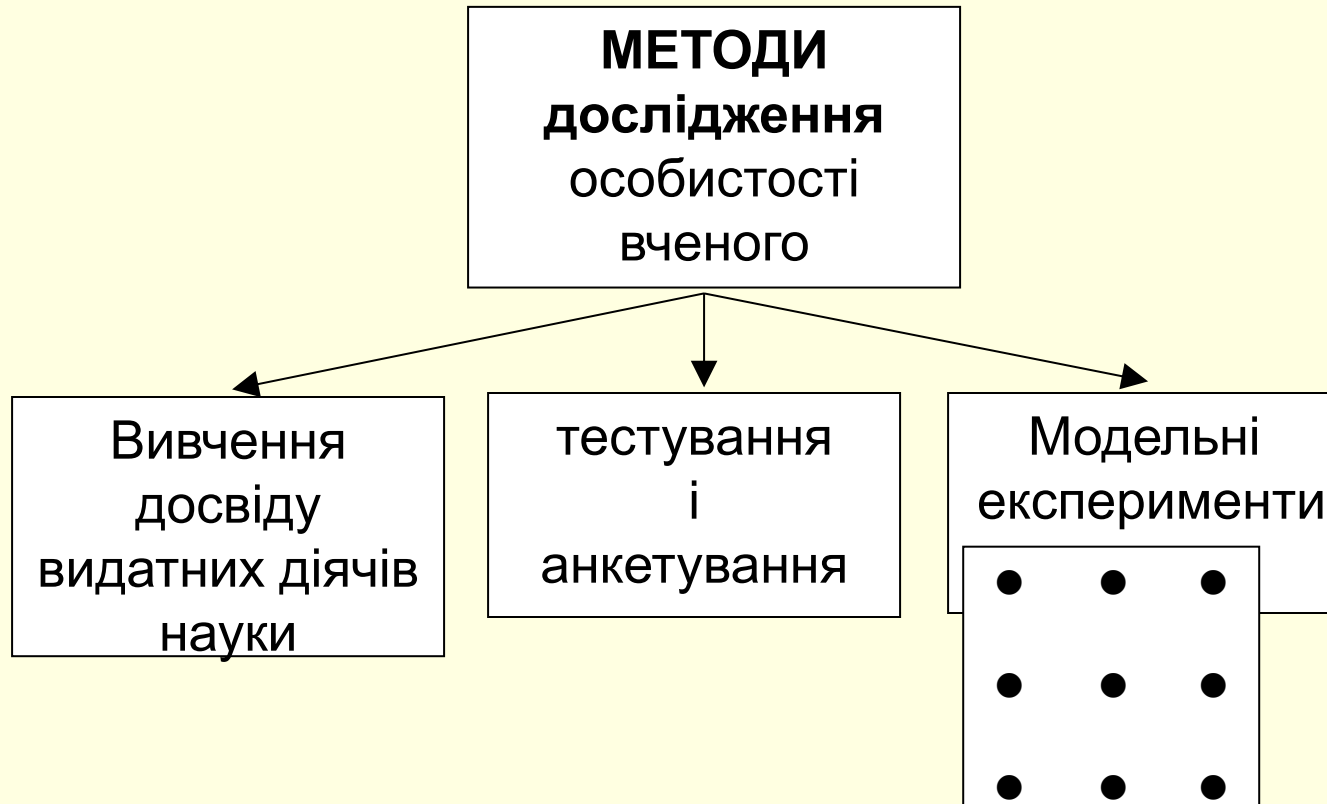 МЕТОДИ
дослідження
особистості
вченого
Вивчення
досвіду
видатних діячів
науки
тестування
і
анкетування
Модельні
експерименти